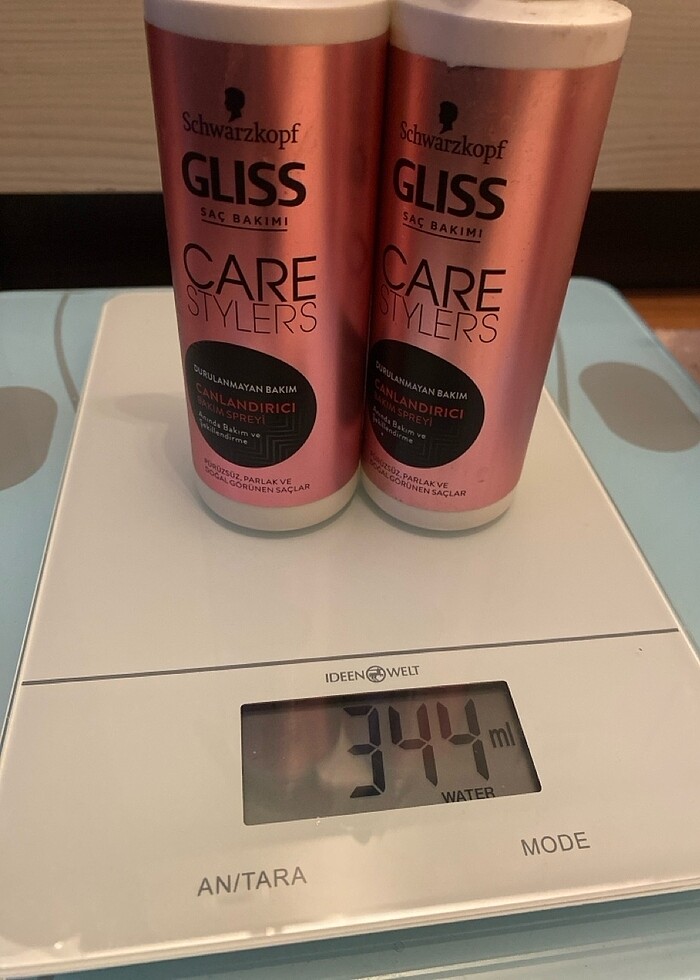 Schwarzkopf
GLISS
SAÇ BAKIMI
CARE
STYLERS
DURULANMAYAN BAKIM
CANLANDIRICI
BAKIM SPREYİ
Anında Bakım ve
Şekillendirme
PÜRÜZSÜZ, PARLAK VE
DOĞAL GÖRÜNEN SAÇLAR
Schwarzkopf
GLISS
SAÇ BAKIMI
CARE
STYLERS
DURULANMAYAN BAKIM
CANLANDIRICI
BAKIM SPREYİ
Anında Bakım ve
Şekillendirme
PÜRÜZSÜZ, PARLAK VE
DOĞAL GÖRÜNEN SAÇLAR
IDEEN WELT
344 ml
WATER
AN/TARA
MODE